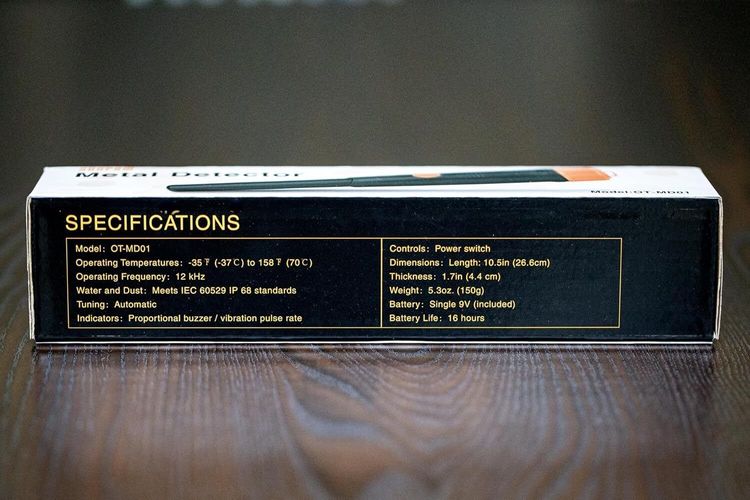 Metal Detector
Model:OT-MD01
SPECIFICATIONS
Model: OT-MD01
Operating Temperatures: -35℉ (-37℃) to 158℉ (70℃)
Operating Frequency: 12 kHz
Water and Dust: Meets IEC 60529 IP 68 standards
Tuning: Automatic
Indicators: Proportional buzzer / vibration pulse rate
Controls: Power switch
Dimensions: Length: 10.5in (26.6cm)
Thickness: 1.7in (4.4 cm)
Weight: 5.3oz. (150g)
Battery: Single 9V (included)
Battery Life: 16 hours